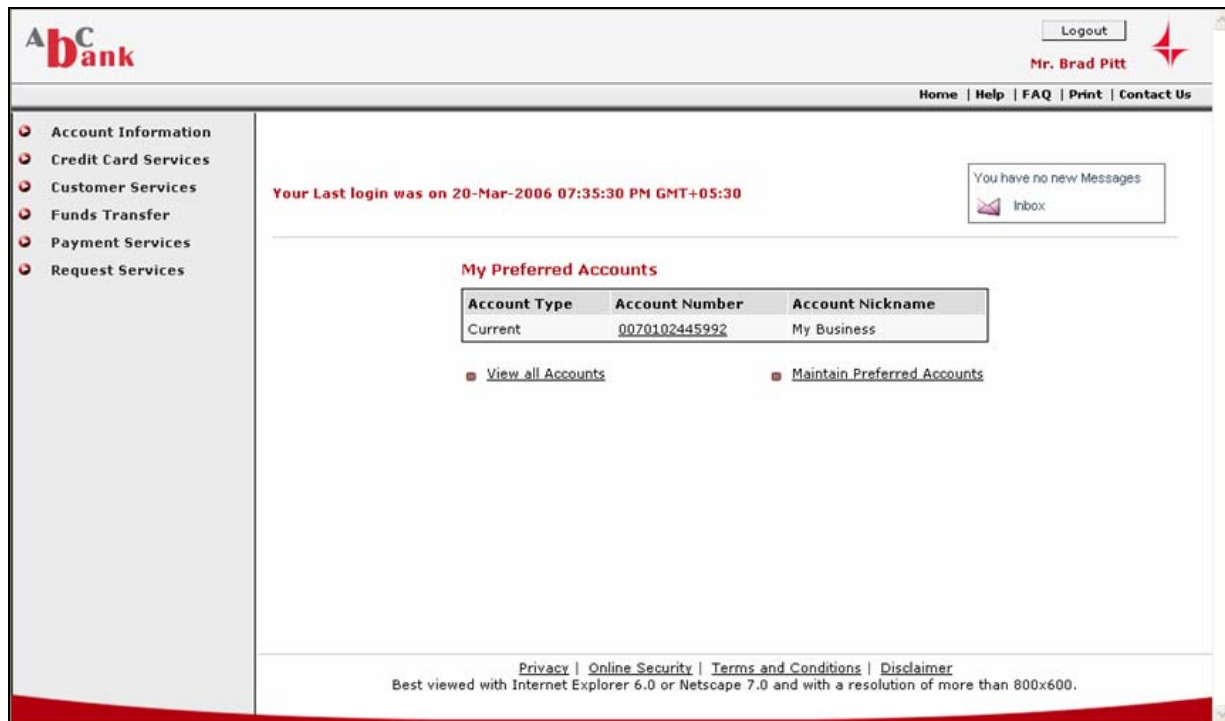 ABC Bank
Logout
Mr. Brad Pitt
Home | Help | FAQ | Print | Contact Us
Account Information
Credit Card Services
Customer Services
Funds Transfer
Payment Services
Request Services
Your Last login was on 20-Mar-2006 07:35:30 PM GMT+05:30
You have no new Messages
Inbox
My Preferred Accounts
Account Type Account Number Account Nickname
Current 0070102445992 My Business
View all Accounts Maintain Preferred Accounts
Privacy | Online Security | Terms and Conditions | Disclaimer
Best viewed with Internet Explorer 6.0 or Netscape 7.0 and with a resolution of more than 800x600.